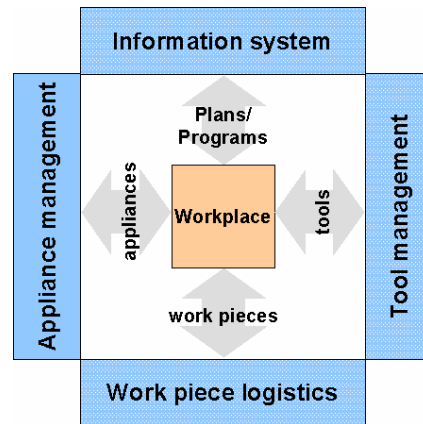 Information system
Plans/
Programs
Appliance management
appliances
Workplace
tools
Tool management
work pieces
Work piece logistics